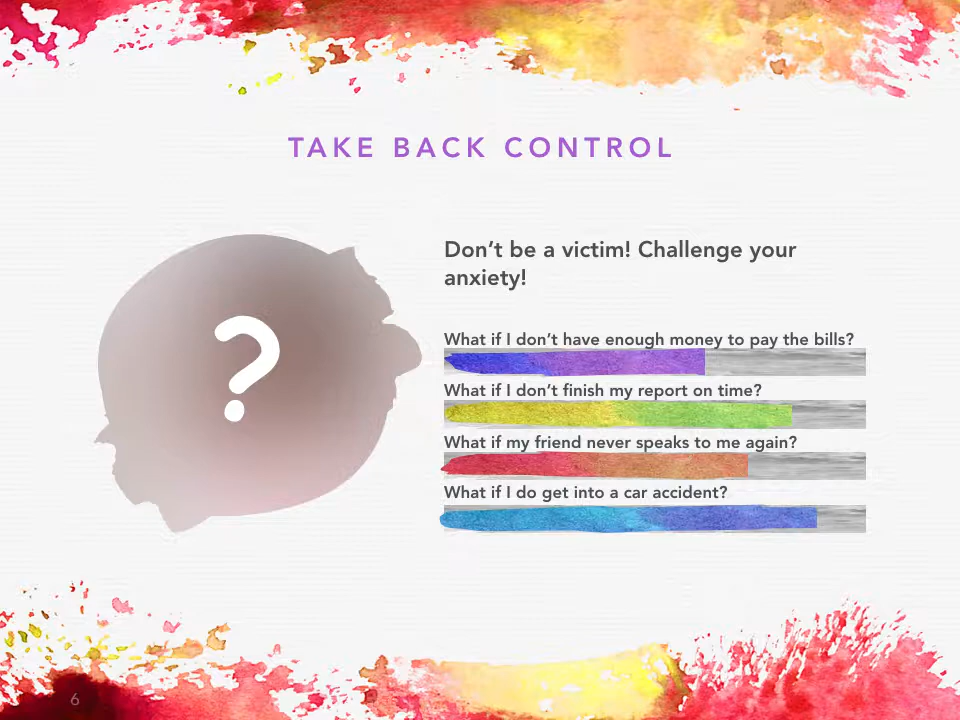 TAKE BACK CONTROL
?
Don’t be a victim! Challenge your
anxiety!
What if I don’t have enough money to pay the bills?
What if I don’t finish my report on time?
What if my friend never speaks to me again?
What if I do get into a car accident?
6